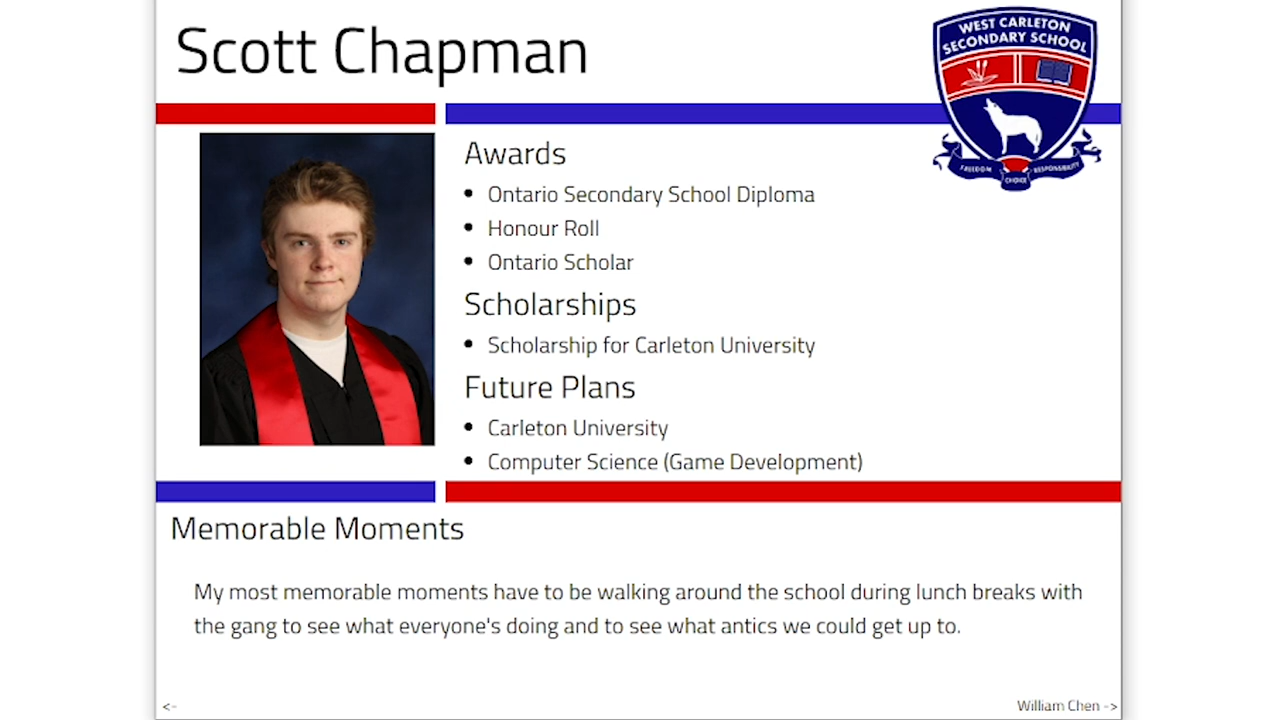 Scott Chapman
WEST CARLETON
SECONDARY SCHOOL
FREEDOM
CHOICE
RESPONSIBILITY
Awards
• Ontario Secondary School Diploma
• Honour Roll
• Ontario Scholar
Scholarships
• Scholarship for Carleton University
Future Plans
• Carleton University
• Computer Science (Game Development)
Memorable Moments
My most memorable moments have to be walking around the school during lunch breaks with
the gang to see what everyone's doing and to see what antics we could get up to.
<-
William Chen ->